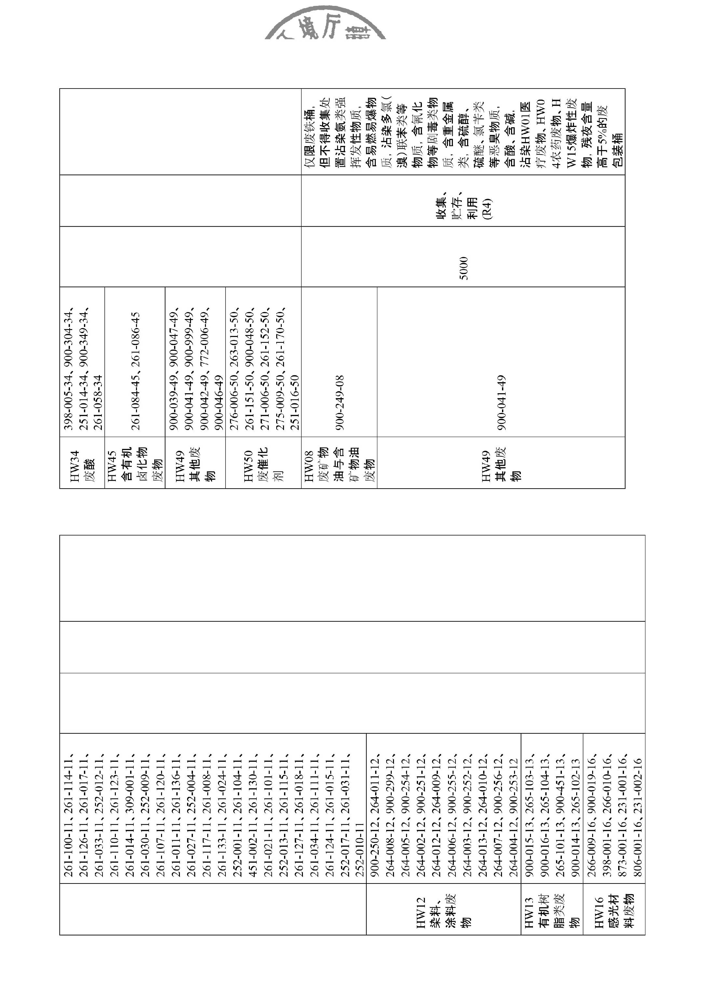 261-100-11、261-114-11、
261-126-11、261-017-11、
261-033-11、252-012-11、
261-110-11、261-123-11、
261-014-11、309-001-11、
261-030-11、252-009-11、
261-107-11、261-120-11、
261-011-11、261-136-11、
261-027-11、252-004-11、
261-117-11、261-008-11、
261-133-11、261-024-11、
252-001-11、261-104-11、
451-002-11、261-130-11、
261-021-11、261-101-11、
252-013-11、261-115-11、
261-127-11、261-018-11、
261-034-11、261-111-11、
261-124-11、261-015-11、
252-017-11、261-031-11、
252-010-11
HW12
染料、
涂料废
物
900-250-12、264-011-12、
264-008-12、900-299-12、
264-005-12、900-254-12、
264-002-12、900-251-12、
264-012-12、264-009-12、
264-006-12、900-255-12、
264-003-12、900-252-12、
264-013-12、264-010-12、
264-007-12、900-256-12、
264-004-12、900-253-12
HW13
有机树
脂类废
物
900-015-13、265-103-13、
900-016-13、265-104-13、
265-101-13、900-451-13、
900-014-13、265-102-13
HW16
感光材
料废物
266-009-16、900-019-16、
398-001-16、266-010-16、
873-001-16、231-001-16、
806-001-16、231-002-16
HW34
废酸
398-005-34、900-304-34、
251-014-34、900-349-34、
261-058-34
HW45
含有机
卤化物
废物
261-084-45、261-086-45
HW49
其他废
物
900-039-49、900-047-49、
900-041-49、900-999-49、
900-042-49、772-006-49、
900-046-49
HW50
废催化
剂
276-006-50、263-013-50、
261-151-50、900-048-50、
271-006-50、261-152-50、
275-009-50、261-170-50、
251-016-50
HW08
废矿物
油与含
矿物油
废物
900-249-08
HW49
其他废
物
900-041-49
5000
收集、
贮存、
利用
(R4)
仅限废铁桶，
但不得收集处
置沾染氨类强
挥发性物质，
含易燃易爆物
质，沾染多氯（
溴）联苯类等
物质，含氰化
物等剧毒类物
质，含重金属
类，含硫醇、
硫醚、氯苄类
等恶臭物质，
含酸、含碱，
沾染HW01医
疗废物、HW0
4农药废物、H
W15爆炸性废
物，残夜含量
高于5%的废
包装桶
境厅